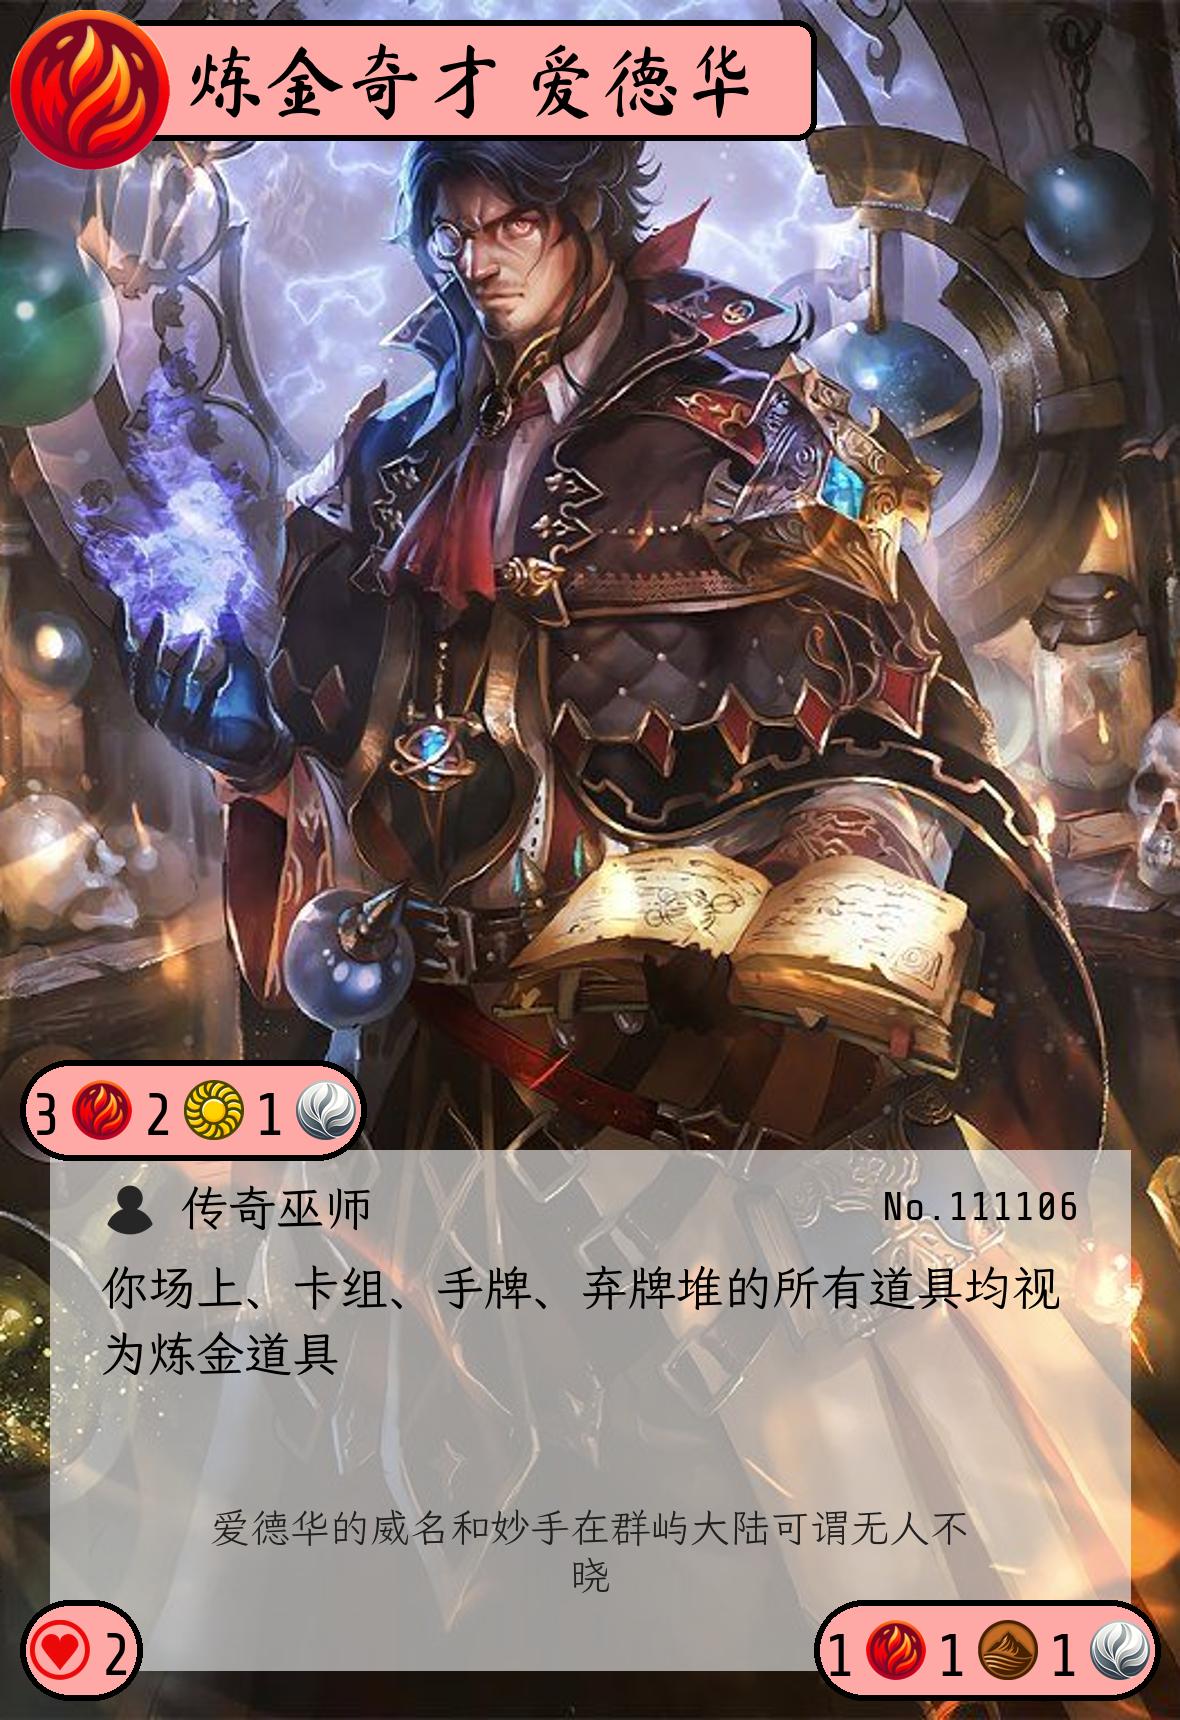 炼金奇才 爱德华
3 2 1
传奇巫师
No.111106
你场上、卡组、手牌、弃牌堆的所有道具均视
为炼金道具
爱德华的威名和妙手在群屿大陆可谓无人不
晓
2
1 1 1